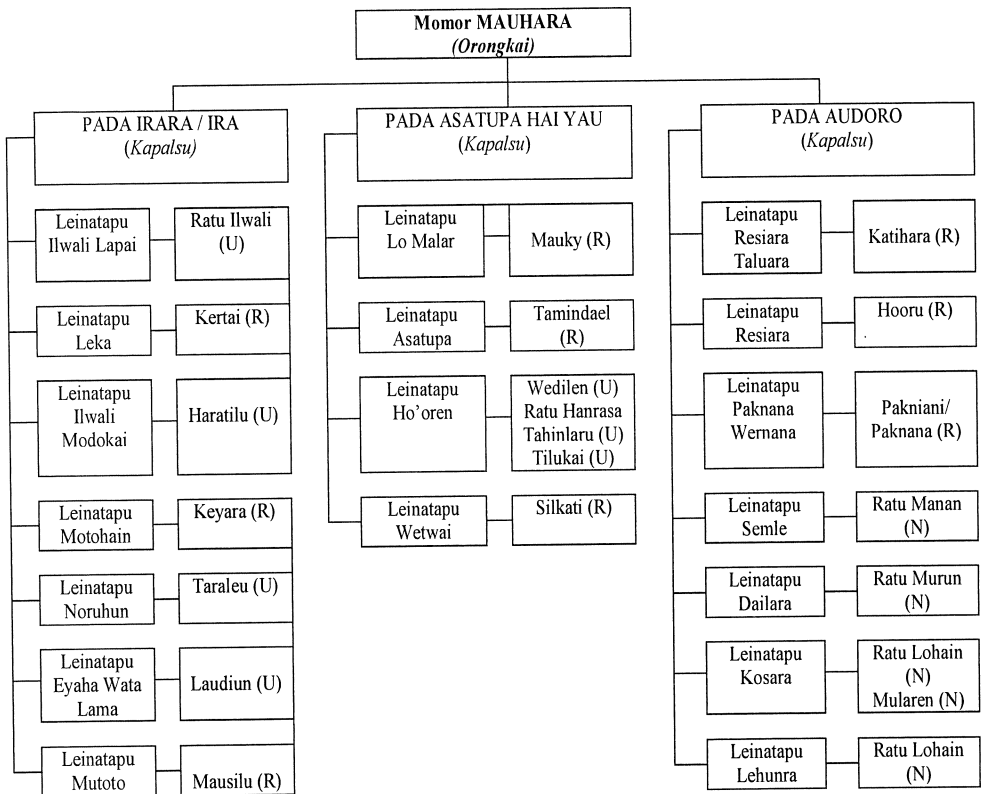 Momor MAUHARA
(Orongkai)
PADA IRARA / IRA
(Kapalsu)
Leinatapu
Ilwali Lapai
Ratu Ilwali
(U)
Leinatapu
Leka
Kertai (R)
Leinatapu
Ilwali
Modokai
Haratilu (U)
Leinatapu
Motohain
Keyara (R)
Leinatapu
Noruhun
Taraleu (U)
Leinatapu
Eyaha Wata
Lama
Laudiun (U)
Leinatapu
Mutoto
Mausilu (R)
PADA ASATUPA HAI YAU
(Kapalsu)
Leinatapu
Lo Malar
Mauky (R)
Leinatapu
Asatupa
Tamindael
(R)
Leinatapu
Ho'oren
Wedilen (U)
Ratu Hanrasa
Tahinlaru (U)
Tilukai (U)
Leinatapu
Wetwai
Silkati (R)
PADA AUDORO
(Kapalsu)
Leinatapu
Resiara
Taluara
Katihara (R)
Leinatapu
Resiara
Hooru (R)
Leinatapu
Paknana
Wernana
Pakniani/
Paknana (R)
Leinatapu
Semle
Ratu Manan
(N)
Leinatapu
Dailara
Ratu Murun
(N)
Leinatapu
Kosara
Ratu Lohain
(N)
Mularen (N)
Leinatapu
Lehunra
Ratu Lohain
(N)